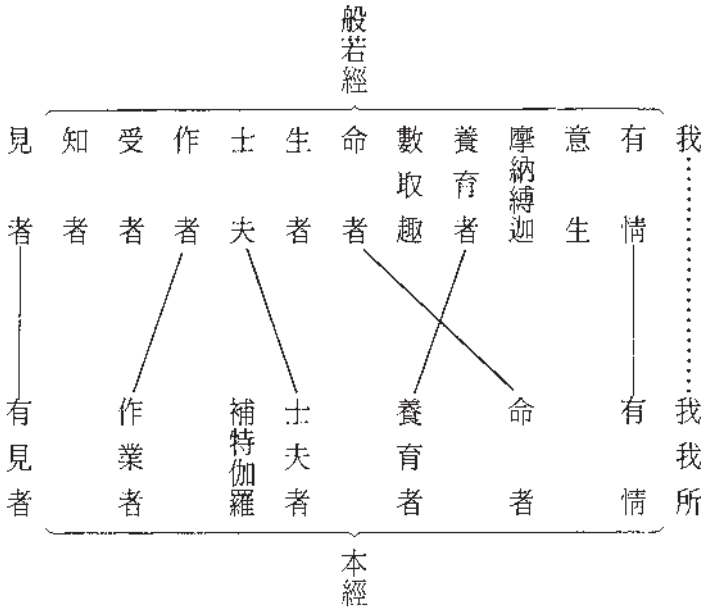 般若經
我
有情
意生
摩納縛迦
養育者
數取趣
命者
生者
士夫
作者
受者
知者
見者
我我所
有情
命者
養育者
士夫者
補特伽羅
作業者
有見者
本經